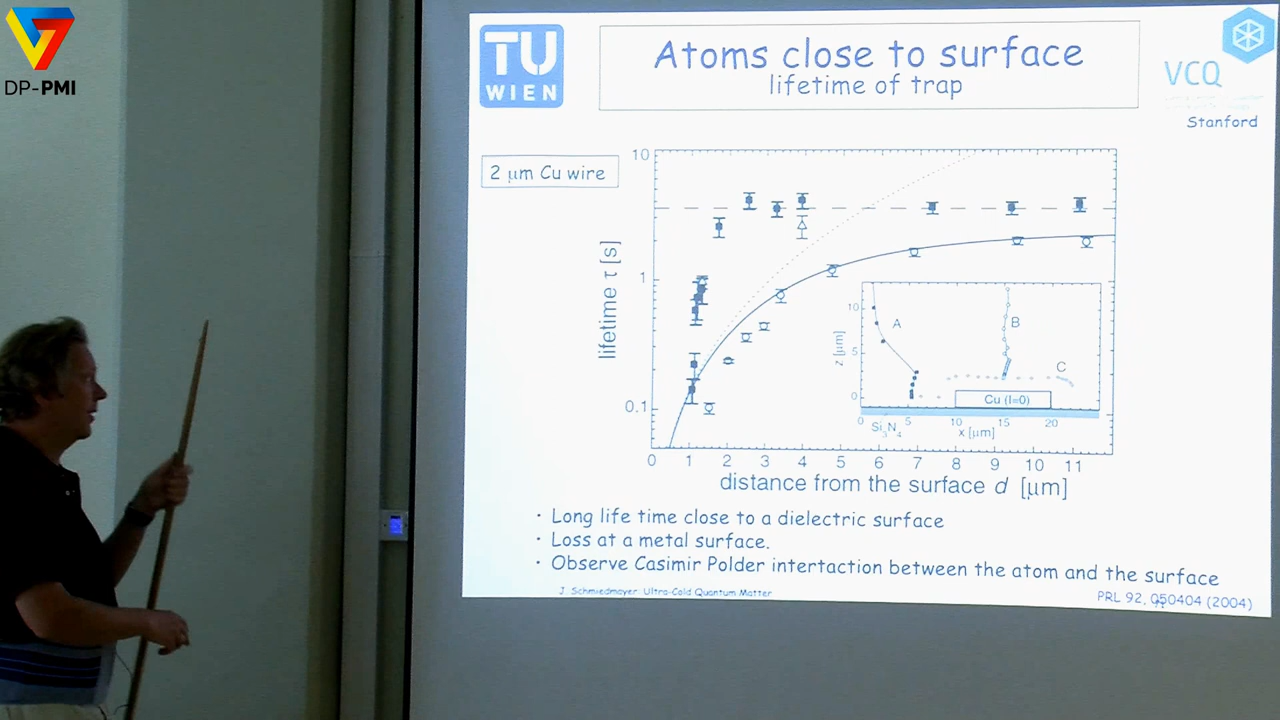 DP-PMI
TU
WIEN
Atoms close to surface
lifetime of trap
VCQ
Stanford
2 μm Cu wire
10
1
0.1
lifetime τ [s]
0 1 2 3 4 5 6 7 8 9 10 11
distance from the surface d [μm]
10
5
0
z [μm]
A
B
C
Cu (I=0)
0 5 10 15 20
Si3N4
x [μm]
· Long life time close to a dielectric surface
· Loss at a metal surface.
· Observe Casimir Polder intertaction between the atom and the surface
J. Schmiedmayer: Ultra-Cold Quantum Matter
PRL 92, 050404 (2004)